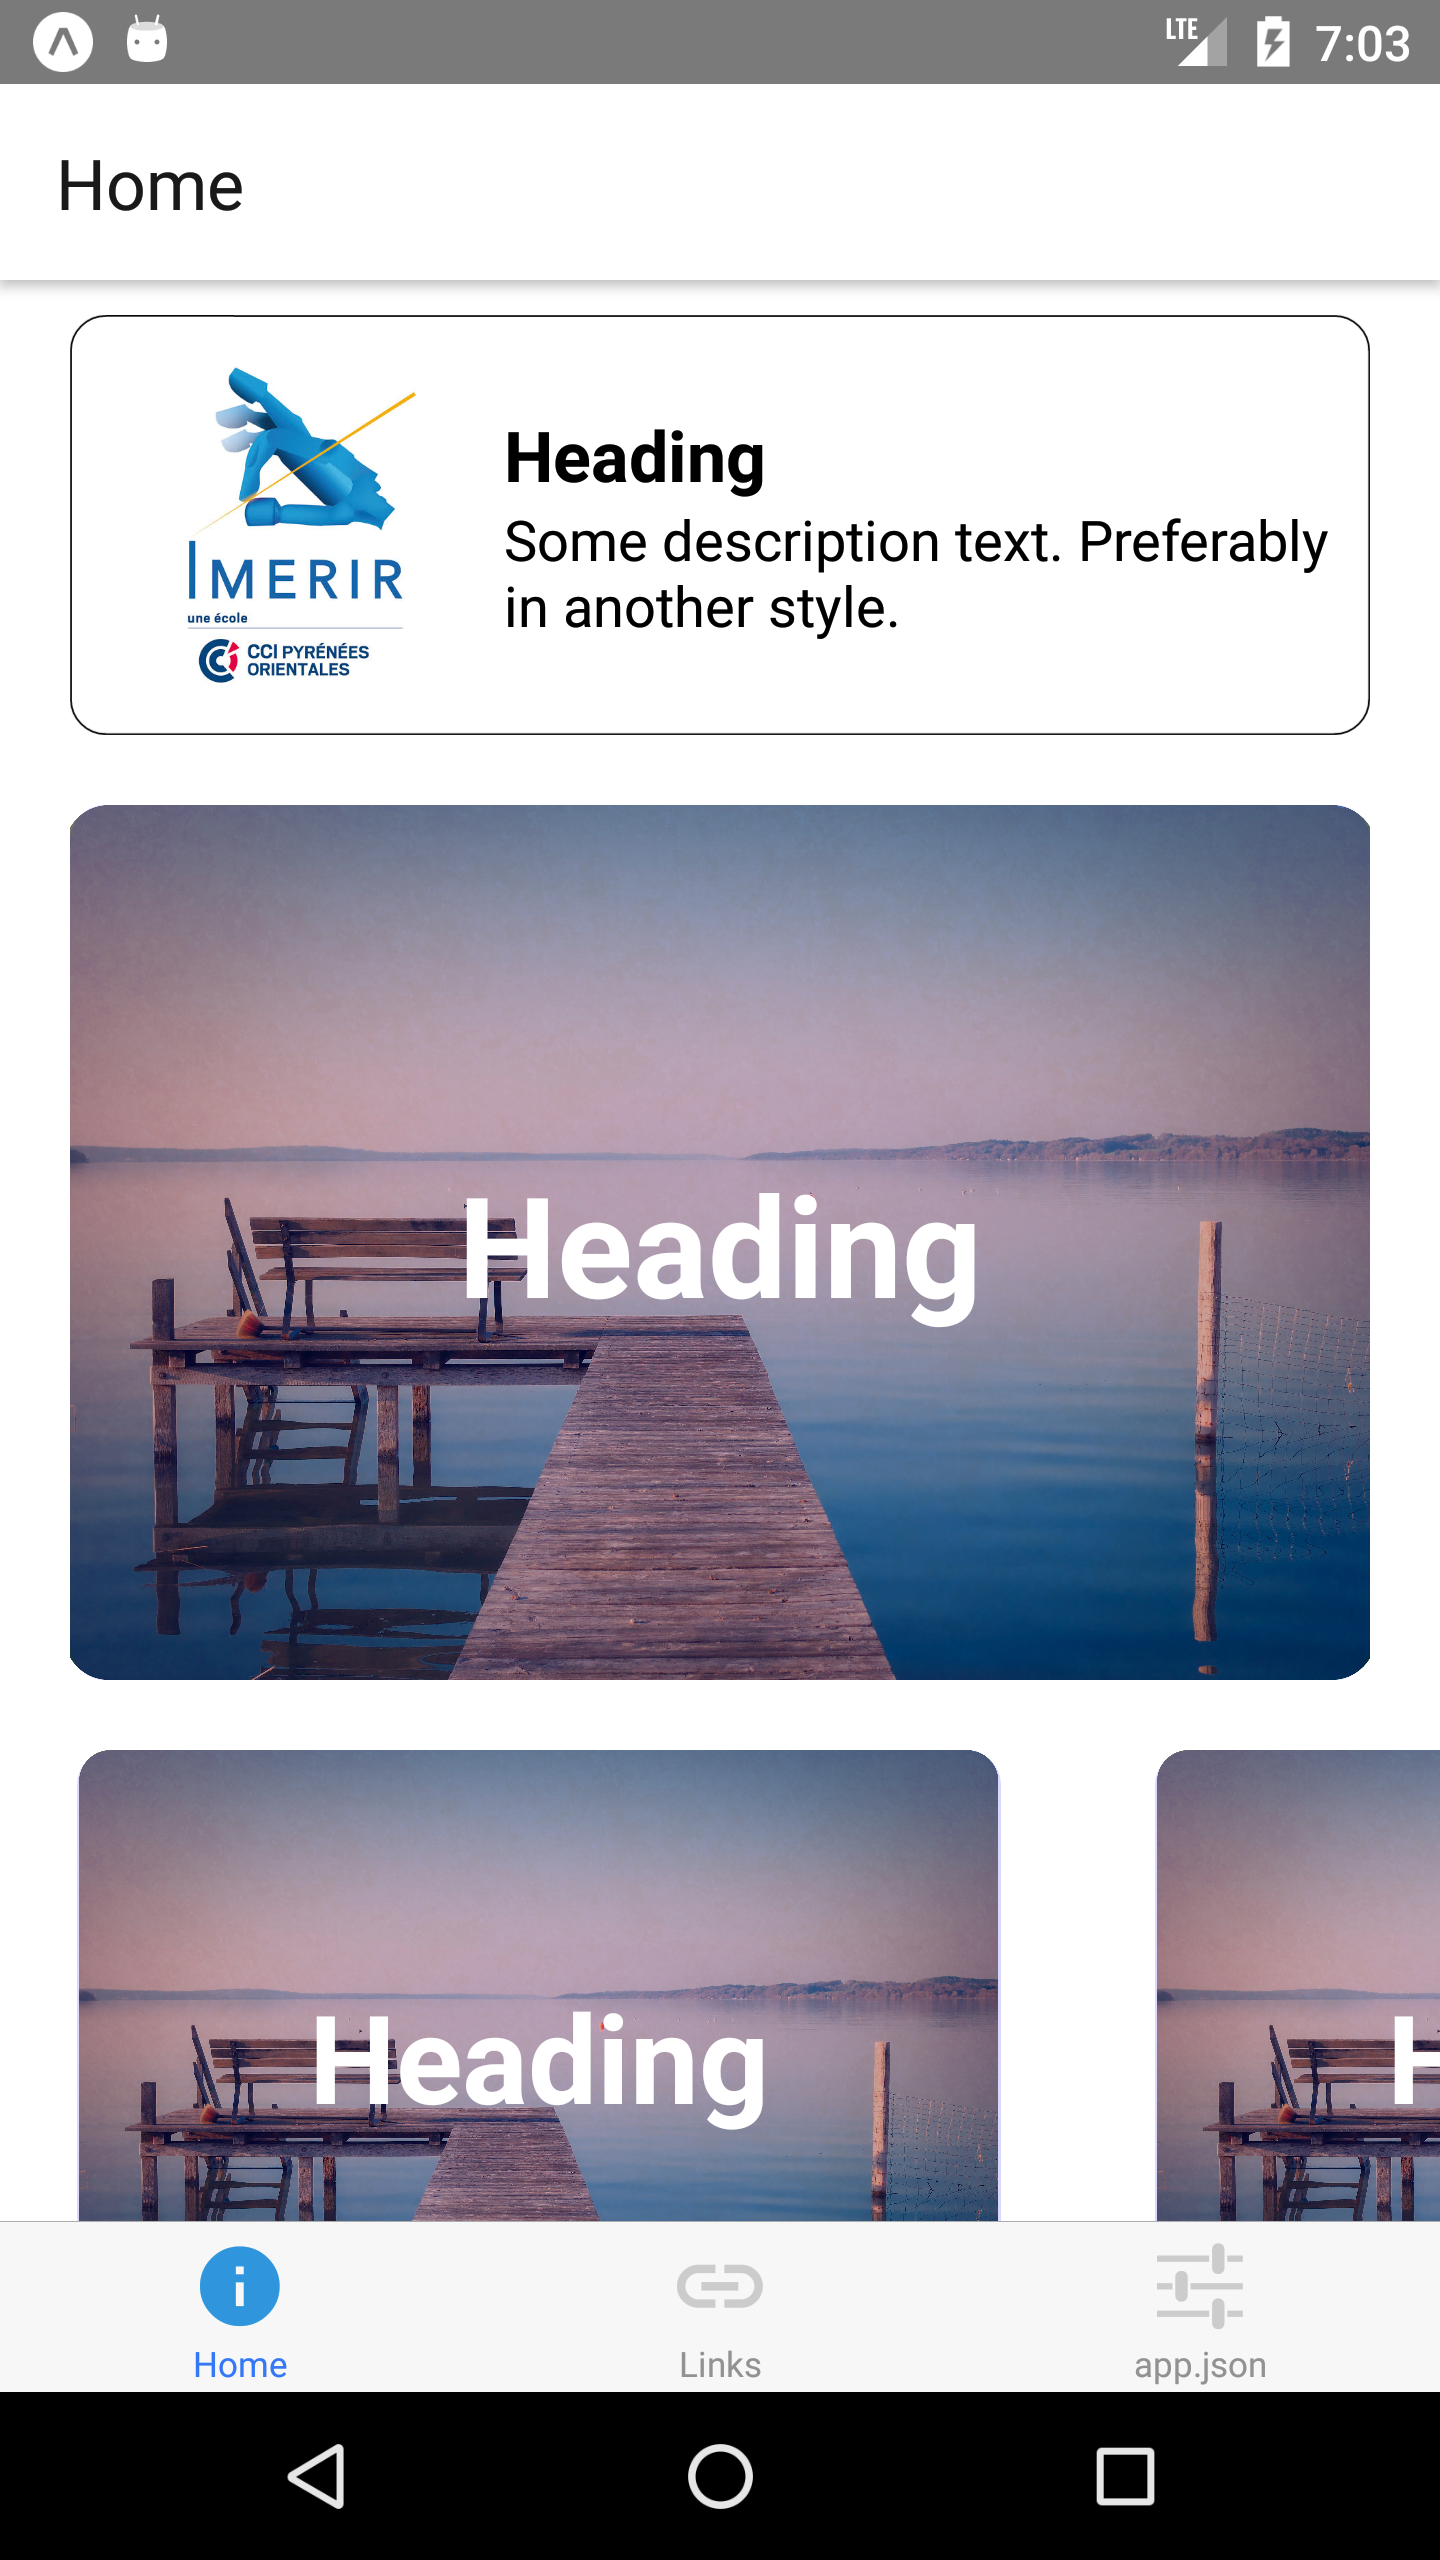 LTE 7:03
Home
IMERIR
une école
CCI PYRÉNÉES
ORIENTALES
Heading
Some description text. Preferably
in another style.
Heading
Heading
H
Home
Links
app.json